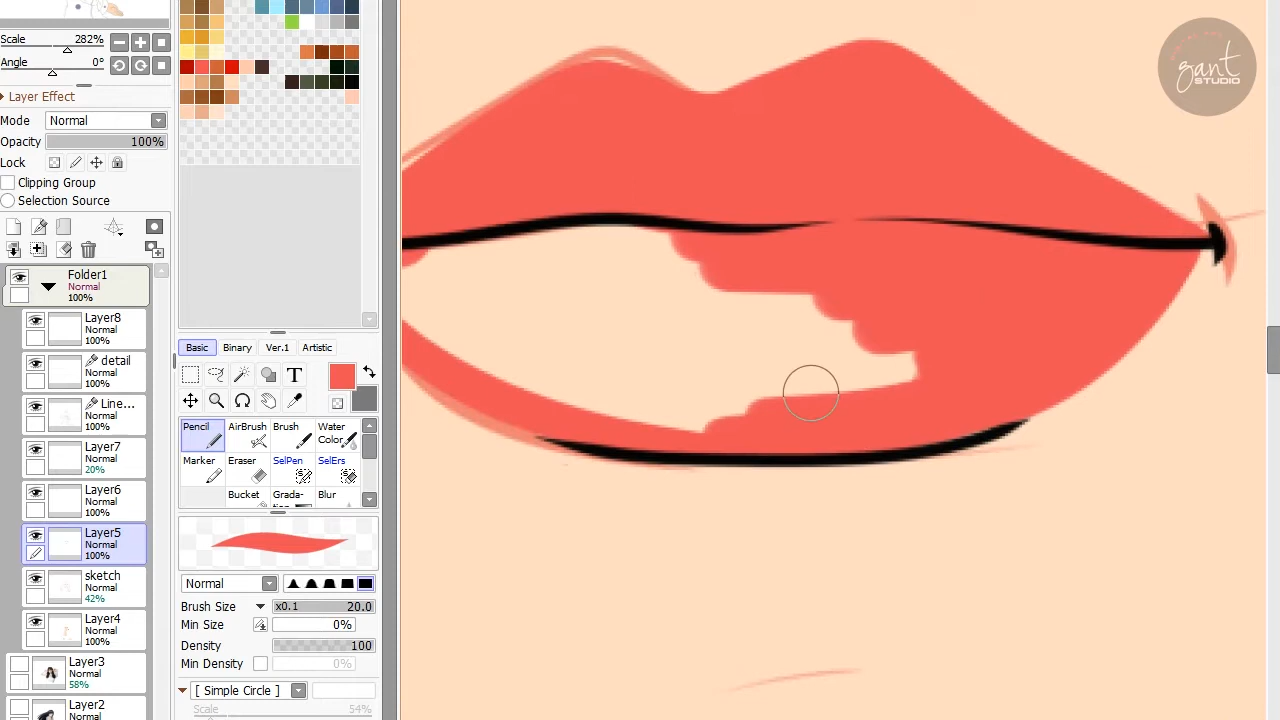 Scale 282%
Angle 0°
Layer Effect
Mode Normal
Opacity 100%
Lock
Clipping Group
Selection Source
Folder1
Normal
100%
Layer8
Normal
100%
detail
Normal
100%
Line...
Normal
100%
Layer7
Normal
20%
Layer6
Normal
100%
Layer5
Normal
100%
sketch
Normal
42%
Layer4
Normal
100%
Layer3
Normal
58%
Layer2
Normal
Basic Binary Ver.1 Artistic
T
Pencil AirBrush Brush Water Color
Marker Eraser SelPen SelErs
Bucket Grada- tion Blur
Normal
Brush Size x0.1 20.0
Min Size 0%
Density 100
Min Density 0%
[ Simple Circle ]
Scale 54%
gant
STUDIO